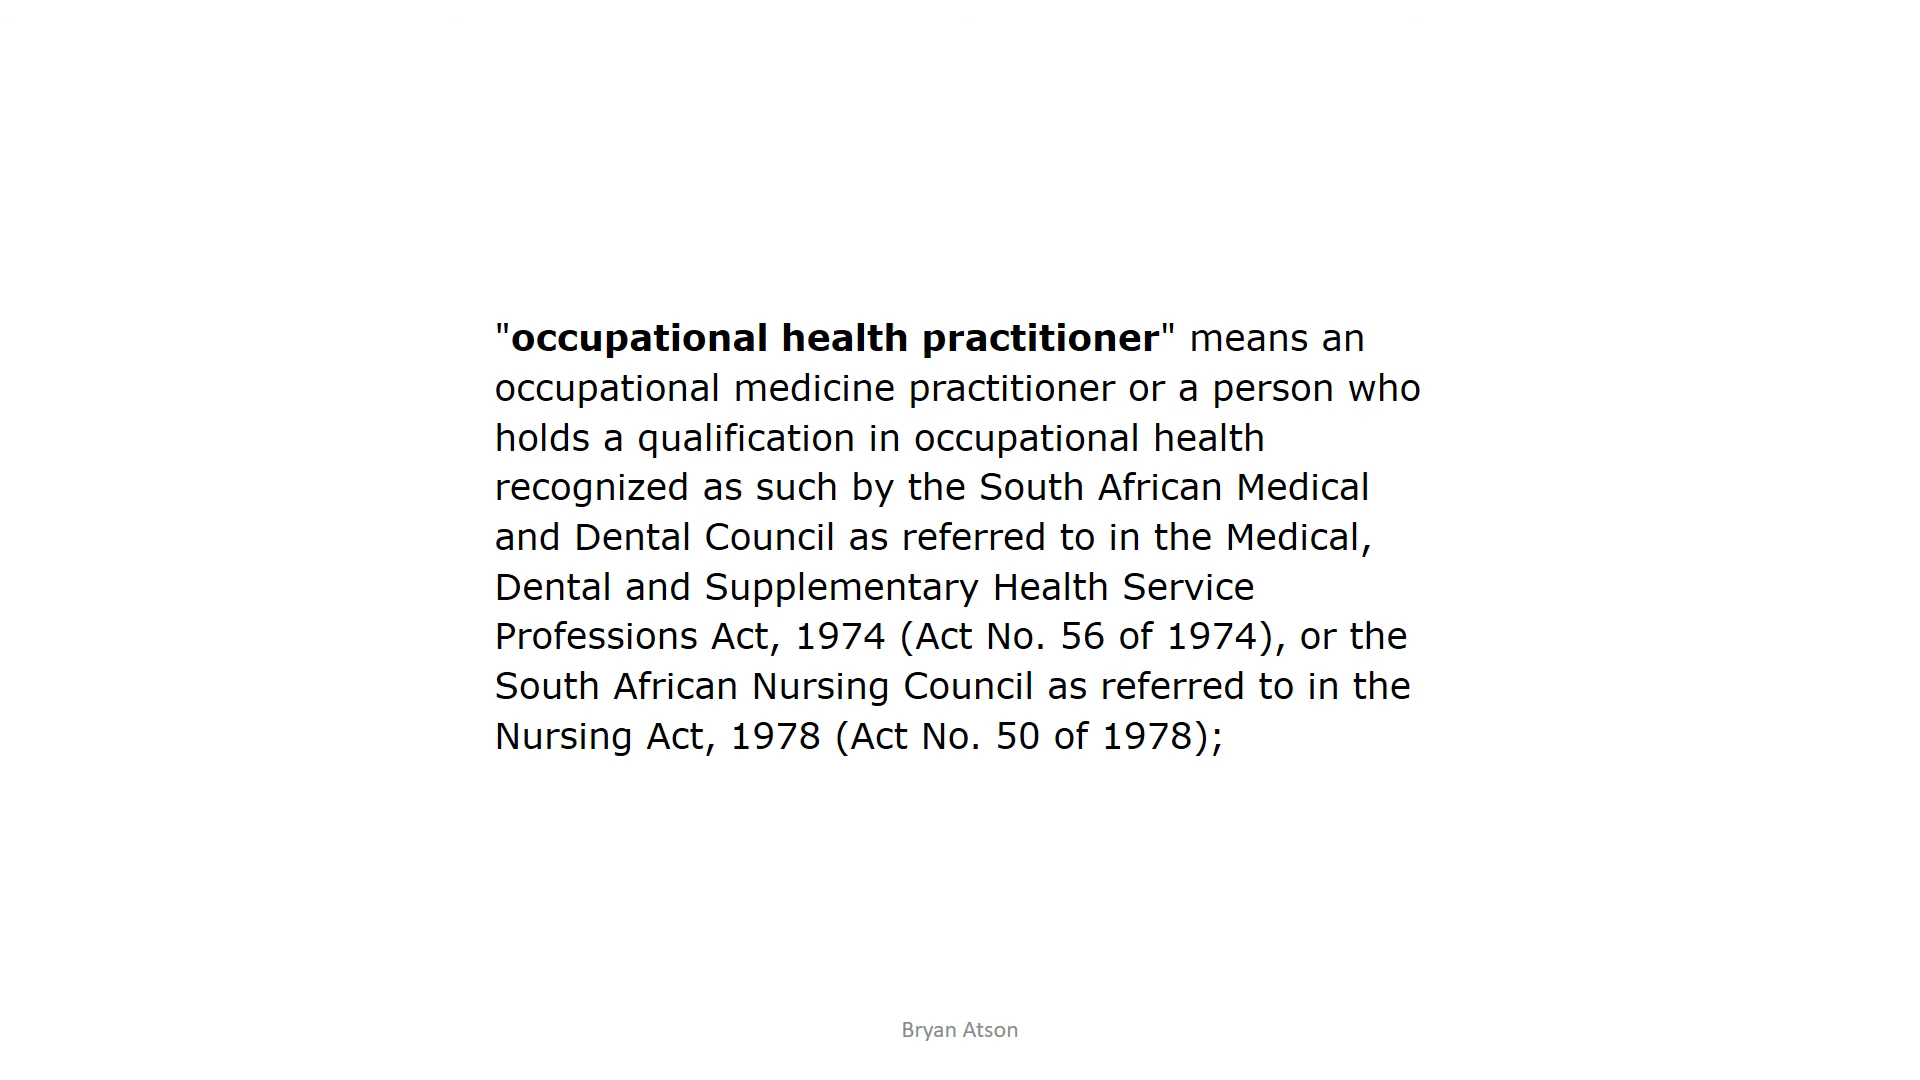 "occupational health practitioner" means an
occupational medicine practitioner or a person who
holds a qualification in occupational health
recognized as such by the South African Medical
and Dental Council as referred to in the Medical,
Dental and Supplementary Health Service
Professions Act, 1974 (Act No. 56 of 1974), or the
South African Nursing Council as referred to in the
Nursing Act, 1978 (Act No. 50 of 1978);
Bryan Atson